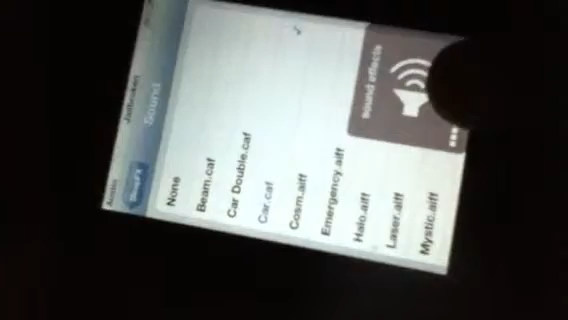 Jailbroken
Sound
None
Beam.caf
Car Double.caf
Car.caf
Cosm.aiff
Emergency.aiff
Halo.aiff
Laser.aiff
Mystic.aiff
sound effects